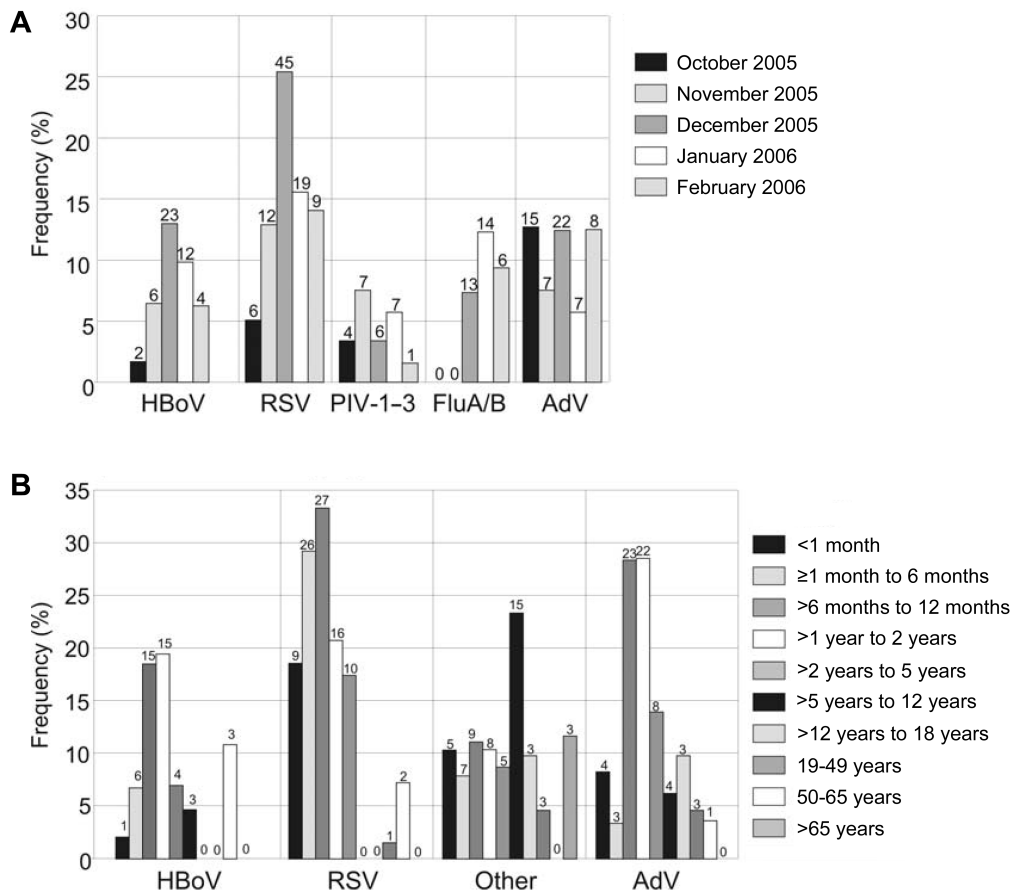 A
30
25
20
15
10
5
0
Frequency (%)
2 6 23 12 4
6 12 45 19 9
4 7 6 7 1
0 0 13 14 6
15 7 22 7 8
HBoV RSV PIV-1–3 FluA/B AdV
October 2005
November 2005
December 2005
January 2006
February 2006
B
35
30
25
20
15
10
5
0
Frequency (%)
1 6 15 15 4 3 0 0 3 0
9 26 27 16 10 0 0 1 2 0
5 7 9 8 5 15 3 3 0 3
4 3 23 22 8 4 3 3 1 0
HBoV RSV Other AdV
<1 month
≥1 month to 6 months
>6 months to 12 months
>1 year to 2 years
>2 years to 5 years
>5 years to 12 years
>12 years to 18 years
19-49 years
50-65 years
>65 years